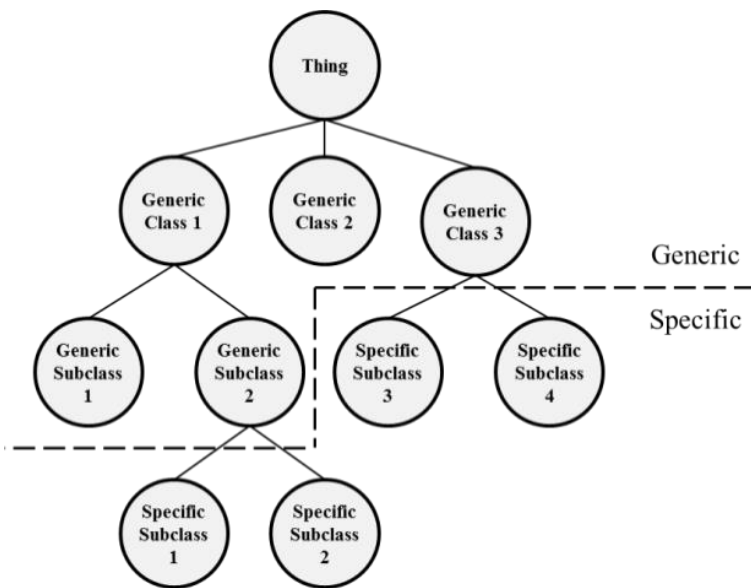 Thing
Generic
Class 1
Generic
Class 2
Generic
Class 3
Generic
Specific
Generic
Subclass
1
Generic
Subclass
2
Specific
Subclass
3
Specific
Subclass
4
Specific
Subclass
1
Specific
Subclass
2